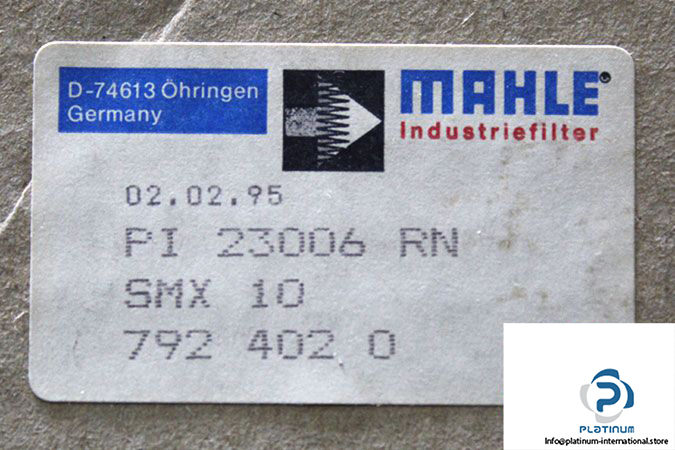 D-74613 Öhringen
Germany
MAHLE
Industriefilter
02.02.95
PI 23006 RN
SMX 10
792 402 0
PLATINUM
Info@platinum-international.store